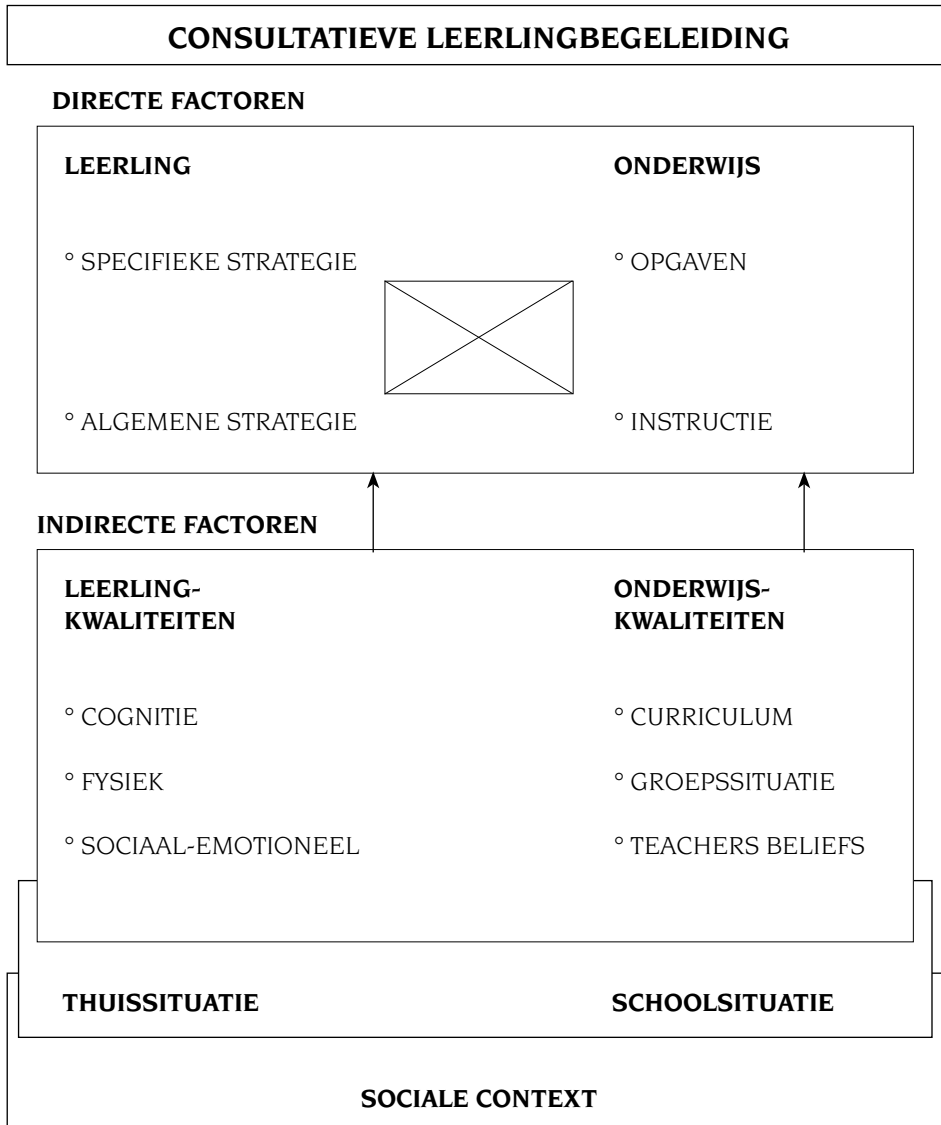 CONSULTATIEVE LEERLINGBEGELEIDING
DIRECTE FACTOREN
LEERLING ONDERWIJS
° SPECIFIEKE STRATEGIE ° OPGAVEN
° ALGEMENE STRATEGIE ° INSTRUCTIE
INDIRECTE FACTOREN
LEERLING- ONDERWIJS-
KWALITEITEN KWALITEITEN
° COGNITIE ° CURRICULUM
° FYSIEK ° GROEPSSITUATIE
° SOCIAAL-EMOTIONEEL ° TEACHERS BELIEFS
THUISSITUATIE SCHOOLSITUATIE
SOCIALE CONTEXT